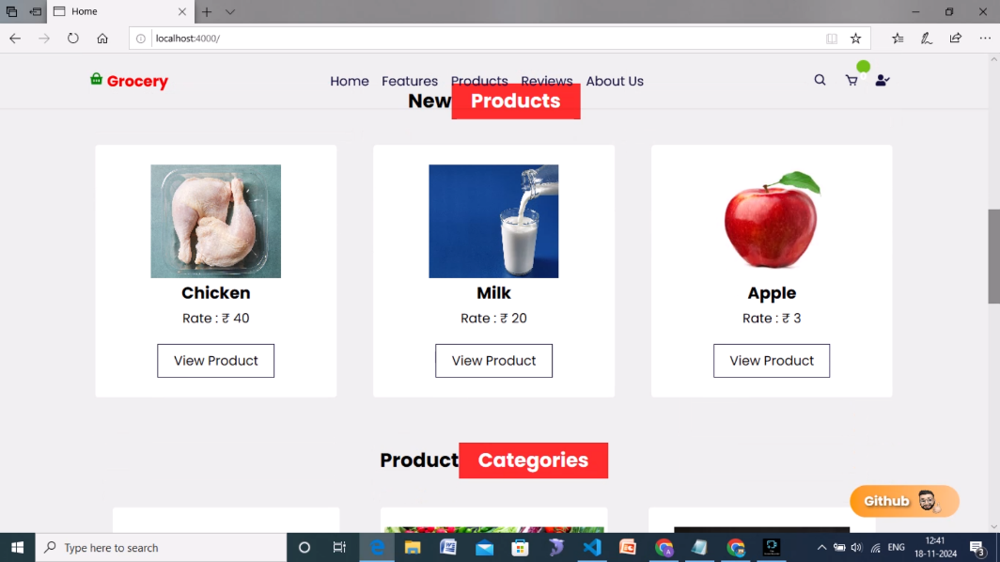 Home
localhost:4000/
Grocery
Home Features Products Reviews About Us
New Products
Chicken Milk Apple
Rate : ₹ 40 Rate : ₹ 20 Rate : ₹ 3
View Product View Product View Product
Product Categories
Github
Type here to search
ENG
12:41
18-11-2024
3